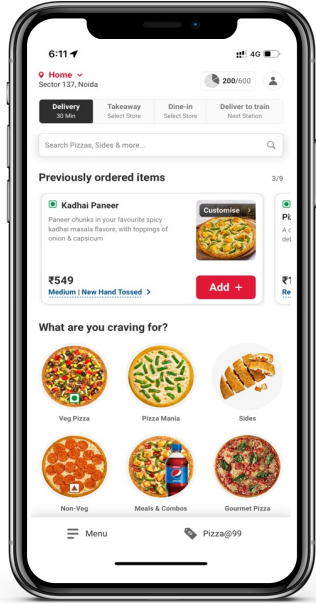 6:11 4G
Home
Sector 137, Noida
200/600
Delivery Takeaway Dine-in Deliver to train
30 Min Select Store Select Store Next Station
Search Pizzas, Sides & more...
Previously ordered items 3/9
Kadhai Paneer
Customise >
Paneer chunks in your favourite spicy
kadhai masala flavors, with toppings of
onion & capsicum
₹549
Medium | New Hand Tossed >
Add +
What are you craving for?
Veg Pizza Pizza Mania Sides
Non-Veg Meals & Combos Gourmet Pizza
pepsi
Menu Pizza@99